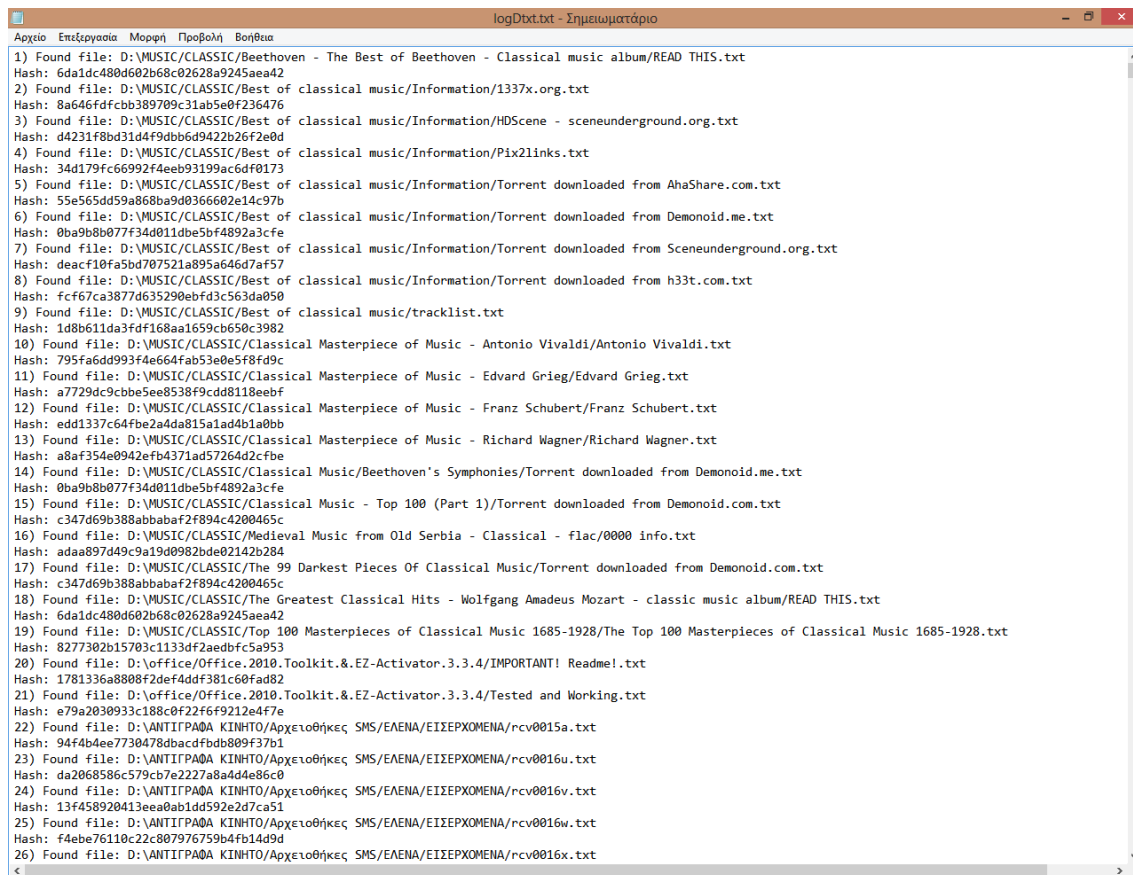 logDtxt.txt - Σημειωματάριο
Αρχείο Επεξεργασία Μορφή Προβολή Βοήθεια
1) Found file: D:\MUSIC/CLASSIC/Beethoven - The Best of Beethoven - Classical music album/READ THIS.txt
Hash: 6da1dc480d602b68c02628a9245aea42
2) Found file: D:\MUSIC/CLASSIC/Best of classical music/Information/1337x.org.txt
Hash: 8a646fdfcbb389709c31ab5e0f236476
3) Found file: D:\MUSIC/CLASSIC/Best of classical music/Information/HDScene - sceneunderground.org.txt
Hash: d4231f8bd31d4f9dbb6d9422b26f2e0d
4) Found file: D:\MUSIC/CLASSIC/Best of classical music/Information/Pix2links.txt
Hash: 34d179fc66992f4eeb93199ac6df0173
5) Found file: D:\MUSIC/CLASSIC/Best of classical music/Information/Torrent downloaded from AhaShare.com.txt
Hash: 55e565dd59a868ba9d0366602e14c97b
6) Found file: D:\MUSIC/CLASSIC/Best of classical music/Information/Torrent downloaded from Demonoid.me.txt
Hash: 0ba9b8b077f34d011dbe5bf4892a3cfe
7) Found file: D:\MUSIC/CLASSIC/Best of classical music/Information/Torrent downloaded from Sceneunderground.org.txt
Hash: deacf10fa5bd707521a895a646d7af57
8) Found file: D:\MUSIC/CLASSIC/Best of classical music/Information/Torrent downloaded from h33t.com.txt
Hash: fcf67ca3877d635290ebfd3c563da050
9) Found file: D:\MUSIC/CLASSIC/Best of classical music/tracklist.txt
Hash: 1d8b611da3fdf168aa1659cb650c3982
10) Found file: D:\MUSIC/CLASSIC/Classical Masterpiece of Music - Antonio Vivaldi/Antonio Vivaldi.txt
Hash: 795fa6dd993f4e664fab53e0e5f8fd9c
11) Found file: D:\MUSIC/CLASSIC/Classical Masterpiece of Music - Edvard Grieg/Edvard Grieg.txt
Hash: a7729dc9cbbe5ee8538f9cdd8118eebf
12) Found file: D:\MUSIC/CLASSIC/Classical Masterpiece of Music - Franz Schubert/Franz Schubert.txt
Hash: edd1337c64fbe2a4da815a1ad4b1a0bb
13) Found file: D:\MUSIC/CLASSIC/Classical Masterpiece of Music - Richard Wagner/Richard Wagner.txt
Hash: a8af354e0942efb4371ad57264d2cfbe
14) Found file: D:\MUSIC/CLASSIC/Classical Music/Beethoven's Symphonies/Torrent downloaded from Demonoid.me.txt
Hash: 0ba9b8b077f34d011dbe5bf4892a3cfe
15) Found file: D:\MUSIC/CLASSIC/Classical Music - Top 100 (Part 1)/Torrent downloaded from Demonoid.com.txt
Hash: c347d69b388abbabaf2f894c4200465c
16) Found file: D:\MUSIC/CLASSIC/Medieval Music from Old Serbia - Classical - flac/0000 info.txt
Hash: adaa897d49c9a19d0982bde02142b284
17) Found file: D:\MUSIC/CLASSIC/The 99 Darkest Pieces Of Classical Music/Torrent downloaded from Demonoid.com.txt
Hash: c347d69b388abbabaf2f894c4200465c
18) Found file: D:\MUSIC/CLASSIC/The Greatest Classical Hits - Wolfgang Amadeus Mozart - classic music album/READ THIS.txt
Hash: 6da1dc480d602b68c02628a9245aea42
19) Found file: D:\MUSIC/CLASSIC/Top 100 Masterpieces of Classical Music 1685-1928/The Top 100 Masterpieces of Classical Music 1685-1928.txt
Hash: 8277302b15703c1133df2aedbfc5a953
20) Found file: D:\office/Office.2010.Toolkit.&.EZ-Activator.3.3.4/IMPORTANT! Readme!.txt
Hash: 1781336a8808f2def4ddf381c60fad82
21) Found file: D:\office/Office.2010.Toolkit.&.EZ-Activator.3.3.4/Tested and Working.txt
Hash: e79a2030933c188c0f22f6f9212e4f7e
22) Found file: D:\ΑΝΤΙΓΡΑΦΑ ΚΙΝΗΤΟ/Αρχειοθήκες SMS/ΕΛΕΝΑ/ΕΙΣΕΡΧΟΜΕΝΑ/rcv0015a.txt
Hash: 94f4b4ee7730478dbacdfbdb809f37b1
23) Found file: D:\ΑΝΤΙΓΡΑΦΑ ΚΙΝΗΤΟ/Αρχειοθήκες SMS/ΕΛΕΝΑ/ΕΙΣΕΡΧΟΜΕΝΑ/rcv0016u.txt
Hash: da2068586c579cb7e2227a8a4d4e86c0
24) Found file: D:\ΑΝΤΙΓΡΑΦΑ ΚΙΝΗΤΟ/Αρχειοθήκες SMS/ΕΛΕΝΑ/ΕΙΣΕΡΧΟΜΕΝΑ/rcv0016v.txt
Hash: 13f458920413eea0ab1dd592e2d7ca51
25) Found file: D:\ΑΝΤΙΓΡΑΦΑ ΚΙΝΗΤΟ/Αρχειοθήκες SMS/ΕΛΕΝΑ/ΕΙΣΕΡΧΟΜΕΝΑ/rcv0016w.txt
Hash: f4ebe76110c22c807976759b4fb14d9d
26) Found file: D:\ΑΝΤΙΓΡΑΦΑ ΚΙΝΗΤΟ/Αρχειοθήκες SMS/ΕΛΕΝΑ/ΕΙΣΕΡΧΟΜΕΝΑ/rcv0016x.txt